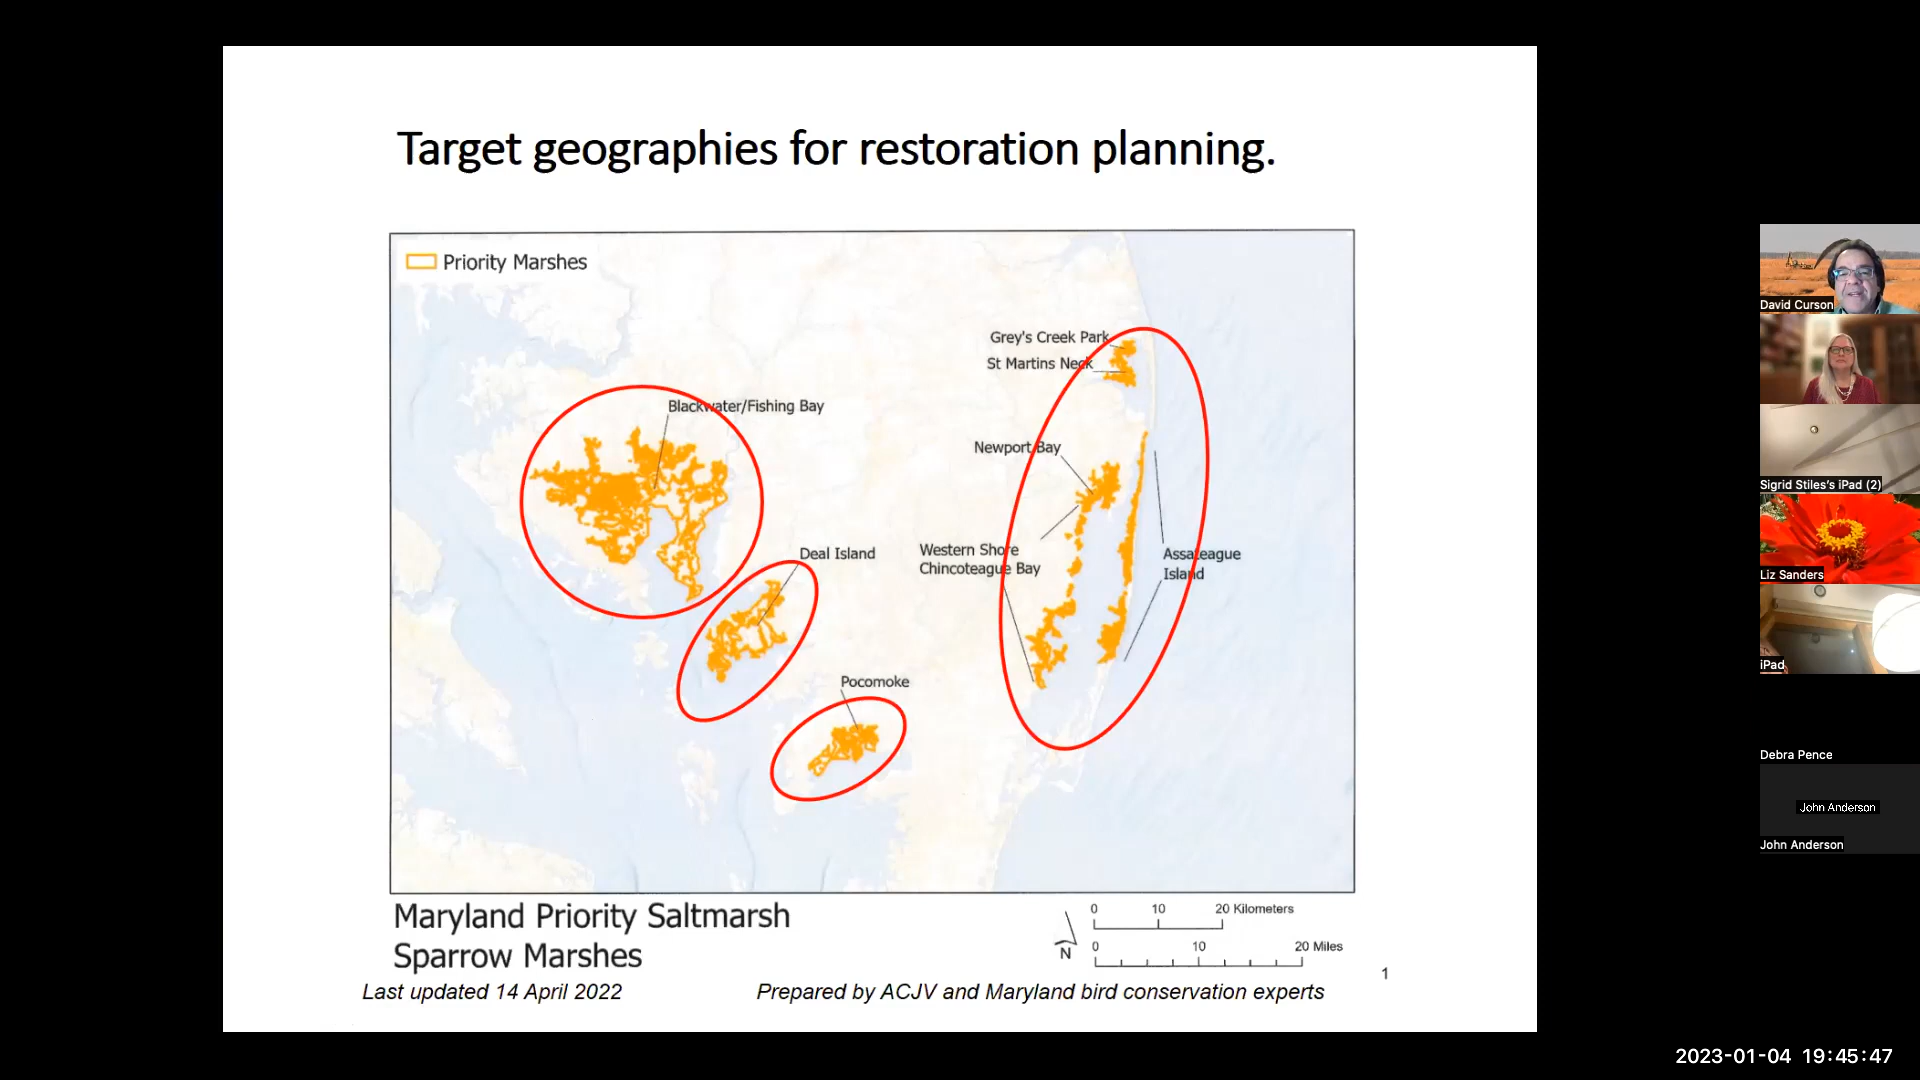 Target geographies for restoration planning.
Priority Marshes
Grey's Creek Park
St Martins Neck
Blackwater/Fishing Bay
Newport Bay
Deal Island
Western Shore
Chincoteague Bay
Assateague
Island
Pocomoke
Maryland Priority Saltmarsh
Sparrow Marshes
0 10 20 Kilometers
N
0 10 20 Miles
1
Last updated 14 April 2022
Prepared by ACJV and Maryland bird conservation experts
David Curson
Sigrid Stiles's iPad (2)
Liz Sanders
iPad
Debra Pence
John Anderson
John Anderson
2023-01-04 19:45:47